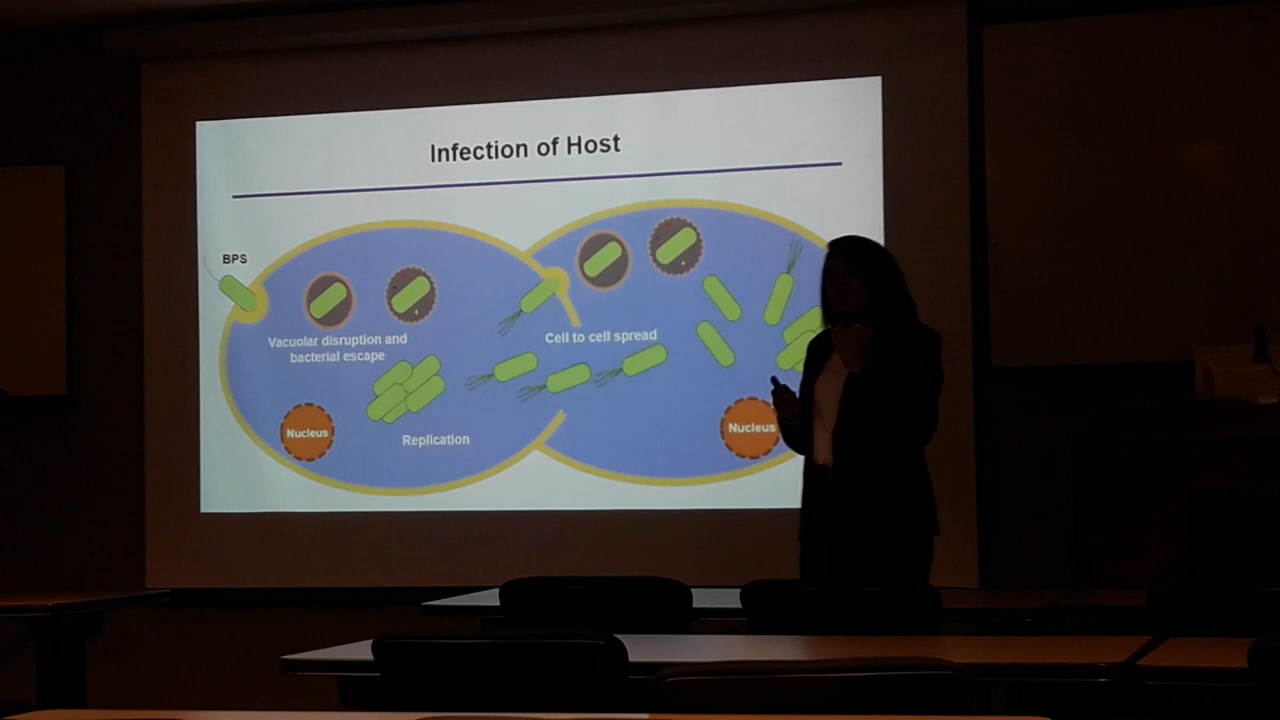 Infection of Host
BPS
Vacuolar disruption and
bacterial escape
Cell to cell spread
Nucleus
Replication
Nucleus